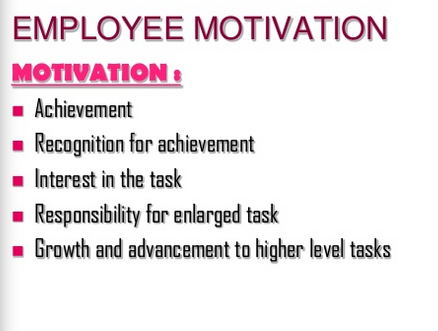 EMPLOYEE MOTIVATION
MOTIVATION :
Achievement
Recognition for achievement
Interest in the task
Responsibility for enlarged task
Growth and advancement to higher level tasks